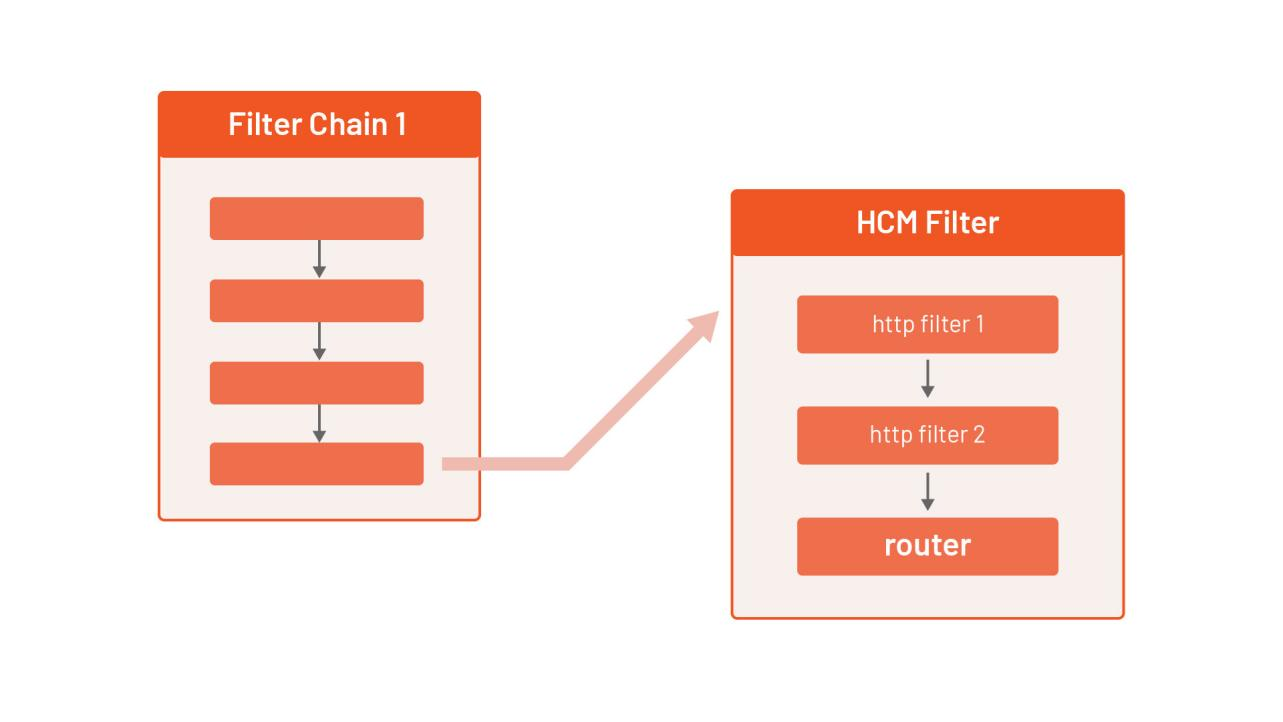 Filter Chain 1
HCM Filter
http filter 1
http filter 2
router